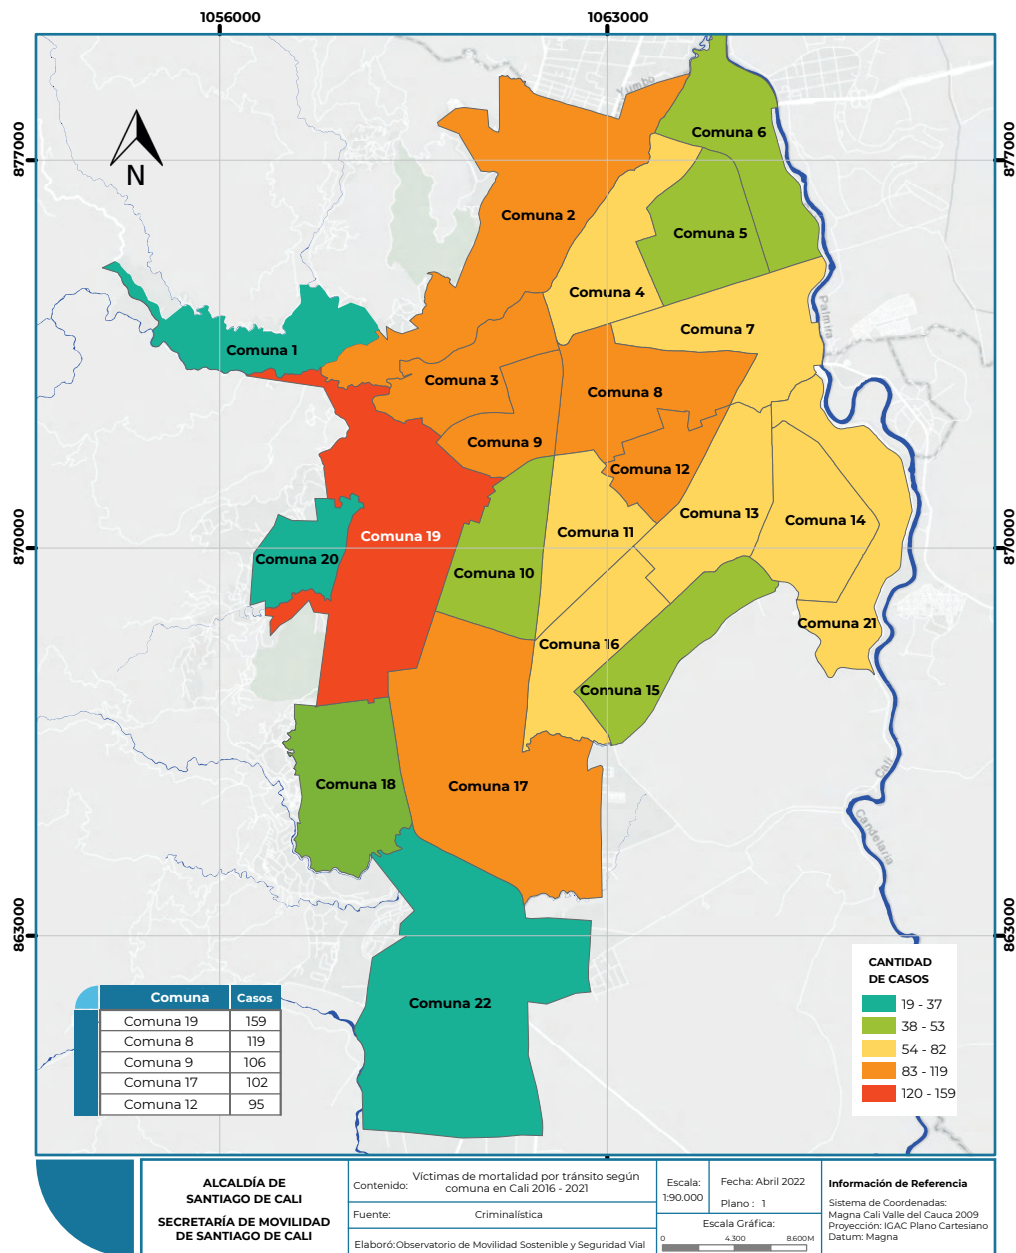 1056000
1063000
877000
877000
Yumbo
N
Comuna 6
Comuna 2
Comuna 5
Comuna 4
Palmira
Comuna 7
Comuna 1
Comuna 3
Comuna 8
Comuna 9
Comuna 12
Comuna 13
Comuna 14
Comuna 11
Comuna 19
870000
870000
Comuna 20
Comuna 10
Comuna 21
Comuna 16
Comuna 15
Cali
Comuna 18
Comuna 17
Candelaria
863000
863000
Comuna 22
CANTIDAD
DE CASOS
19 - 37
38 - 53
54 - 82
83 - 119
120 - 159
Comuna Casos
Comuna 19 159
Comuna 8 119
Comuna 9 106
Comuna 17 102
Comuna 12 95
ALCALDÍA DE
SANTIAGO DE CALI
SECRETARÍA DE MOVILIDAD
DE SANTIAGO DE CALI
Contenido: Víctimas de mortalidad por tránsito según
comuna en Cali 2016 - 2021
Fuente: Criminalística
Elaboró: Observatorio de Movilidad Sostenible y Seguridad Vial
Escala:
1:90.000
Fecha: Abril 2022
Plano : 1
Escala Gráfica:
0 4.300 8.600M
Información de Referencia
Sistema de Coordenadas:
Magna Cali Valle del Cauca 2009
Proyección: IGAC Plano Cartesiano
Datum: Magna